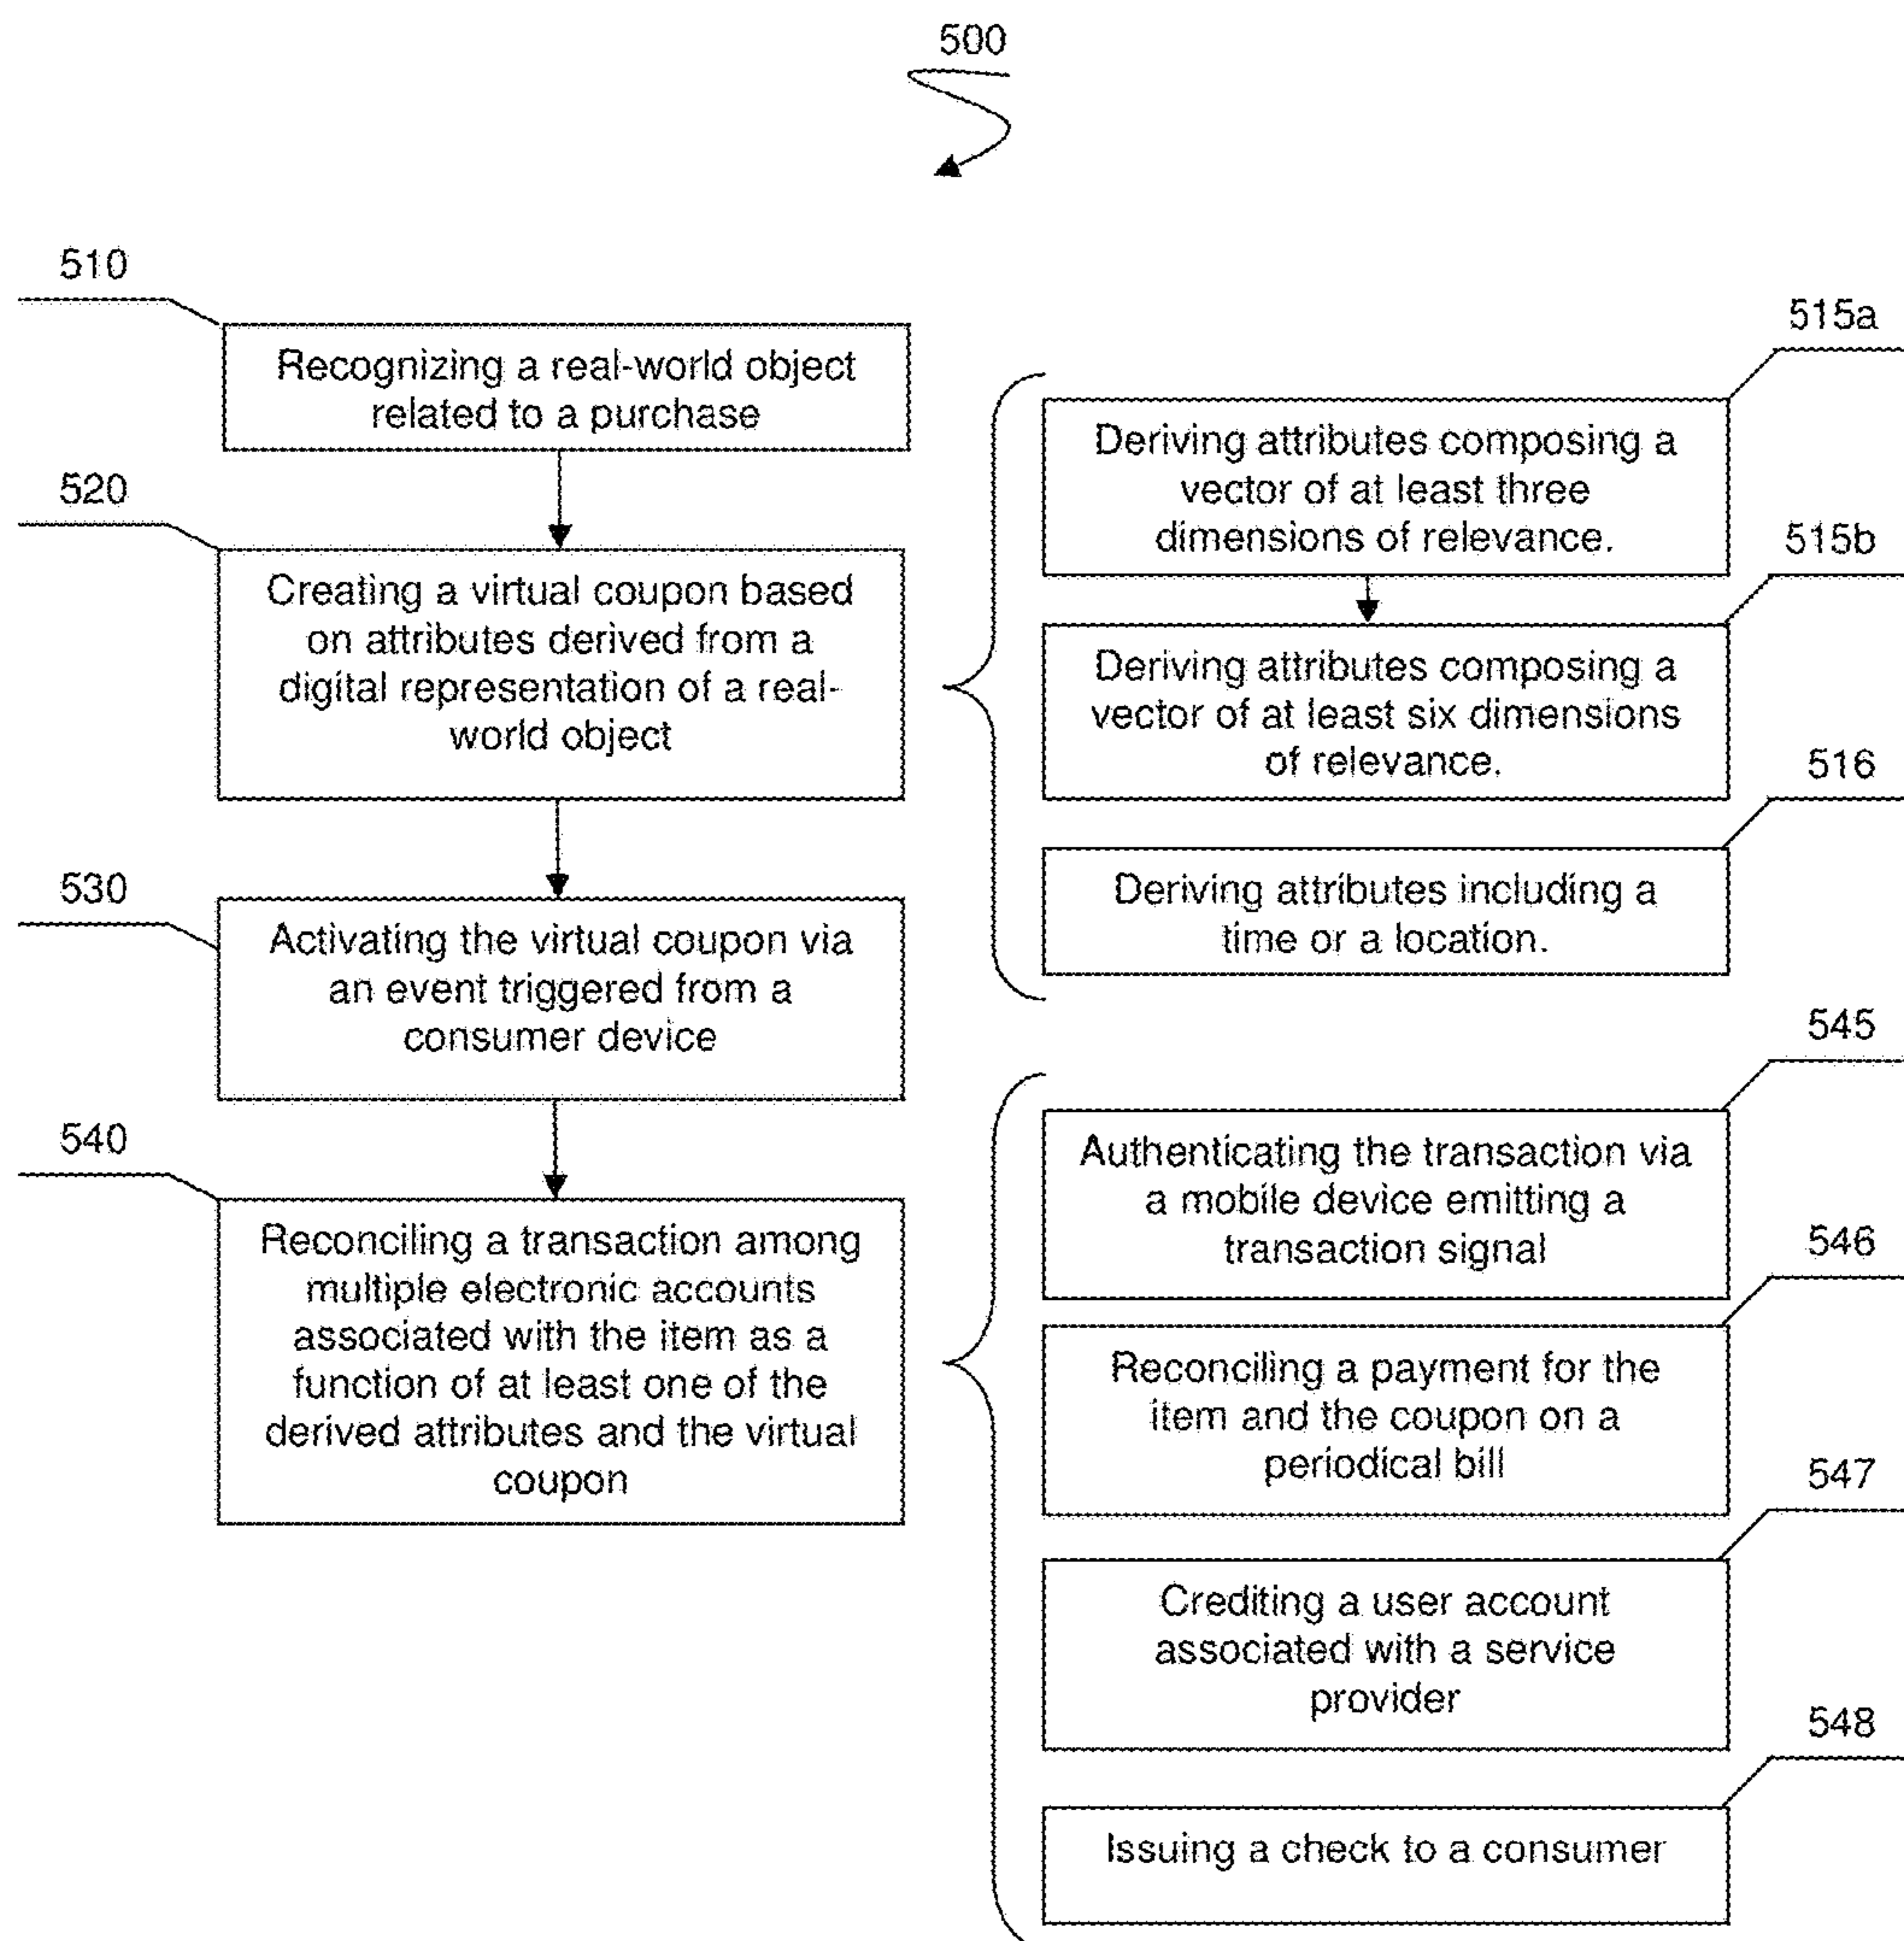 500
510
Recognizing a real-world object
related to a purchase
520
Creating a virtual coupon based
on attributes derived from a
digital representation of a real-
world object
530
Activating the virtual coupon via
an event triggered from a
consumer device
540
Reconciling a transaction among
multiple electronic accounts
associated with the item as a
function of at least one of the
derived attributes and the virtual
coupon
515a
Deriving attributes composing a
vector of at least three
dimensions of relevance.
515b
Deriving attributes composing a
vector of at least six dimensions
of relevance.
516
Deriving attributes including a
time or a location.
545
Authenticating the transaction via
a mobile device emitting a
transaction signal
546
Reconciling a payment for the
item and the coupon on a
periodical bill
547
Crediting a user account
associated with a service
provider
548
Issuing a check to a consumer